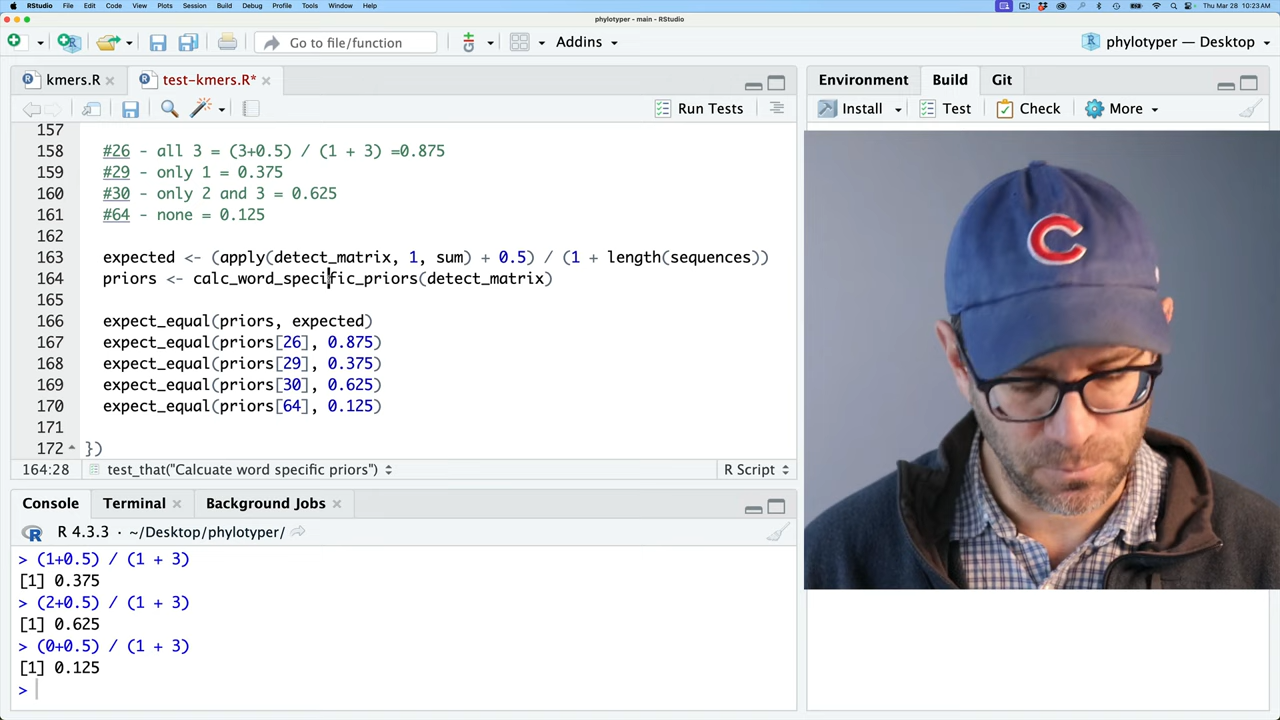 RStudio File Edit Code View Plots Session Build Debug Profile Tools Window Help Thu Mar 28 10:23 AM
phylotyper - main - RStudio
Go to file/function Addins phylotyper — Desktop
kmers.R test-kmers.R* Environment Build Git
Run Tests Install Test Check More
157
158 #26 - all 3 = (3+0.5) / (1 + 3) =0.875
159 #29 - only 1 = 0.375
160 #30 - only 2 and 3 = 0.625
161 #64 - none = 0.125
162
163 expected <- (apply(detect_matrix, 1, sum) + 0.5) / (1 + length(sequences))
164 priors <- calc_word_specific_priors(detect_matrix)
165
166 expect_equal(priors, expected)
167 expect_equal(priors[26], 0.875)
168 expect_equal(priors[29], 0.375)
169 expect_equal(priors[30], 0.625)
170 expect_equal(priors[64], 0.125)
171
172 })
164:28 test_that("Calcuate word specific priors") R Script
Console Terminal Background Jobs
R 4.3.3 · ~/Desktop/phylotyper/
> (1+0.5) / (1 + 3)
[1] 0.375
> (2+0.5) / (1 + 3)
[1] 0.625
> (0+0.5) / (1 + 3)
[1] 0.125
>
C